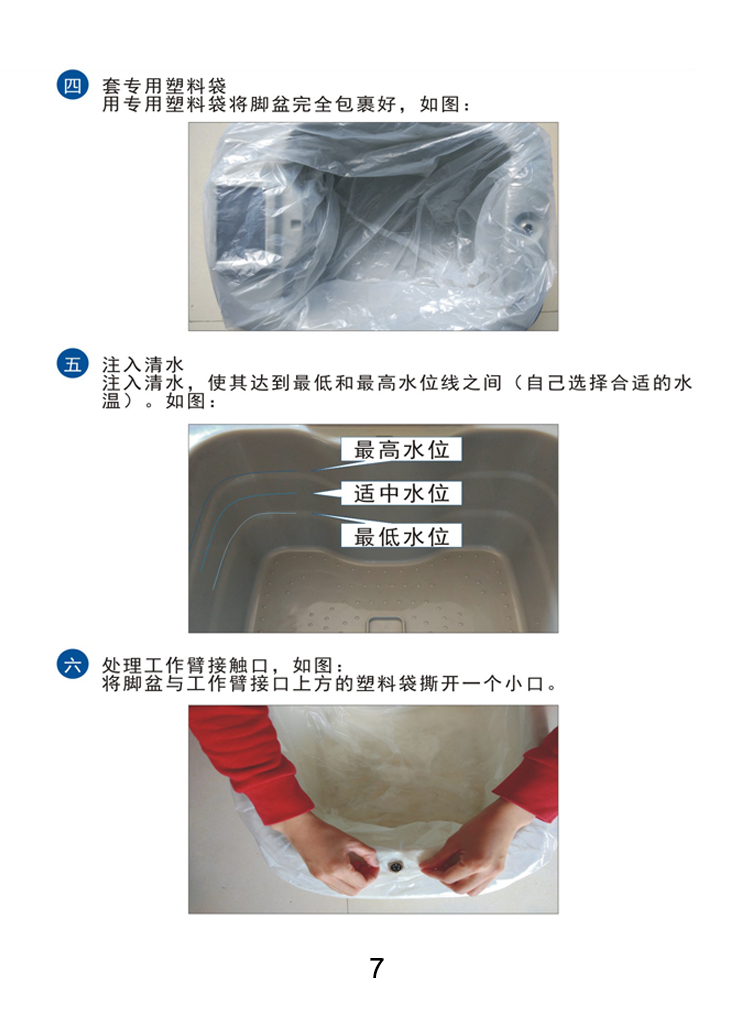 四 套专用塑料袋
用专用塑料袋将脚盆完全包裹好，如图：
五 注入清水
注入清水，使其达到最低和最高水位线之间（自己选择合适的水
温）。如图：
最高水位
适中水位
最低水位
六 处理工作臂接触口，如图：
将脚盆与工作臂接口上方的塑料袋撕开一个小口。
7